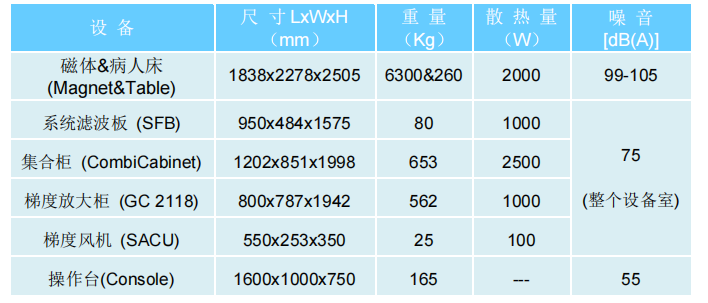 设 备 尺 寸 LxWxH 重 量 散 热 量 噪 音
（mm） （Kg） （W） [dB(A)]
磁体&病人床
(Magnet&Table) 1838x2278x2505 6300&260 2000 99-105
系统滤波板 (SFB) 950x484x1575 80 1000
集合柜 (CombiCabinet) 1202x851x1998 653 2500
75
梯度放大柜 (GC 2118) 800x787x1942 562 1000
(整个设备室)
梯度风机 (SACU) 550x253x350 25 100
操作台(Console) 1600x1000x750 165 --- 55